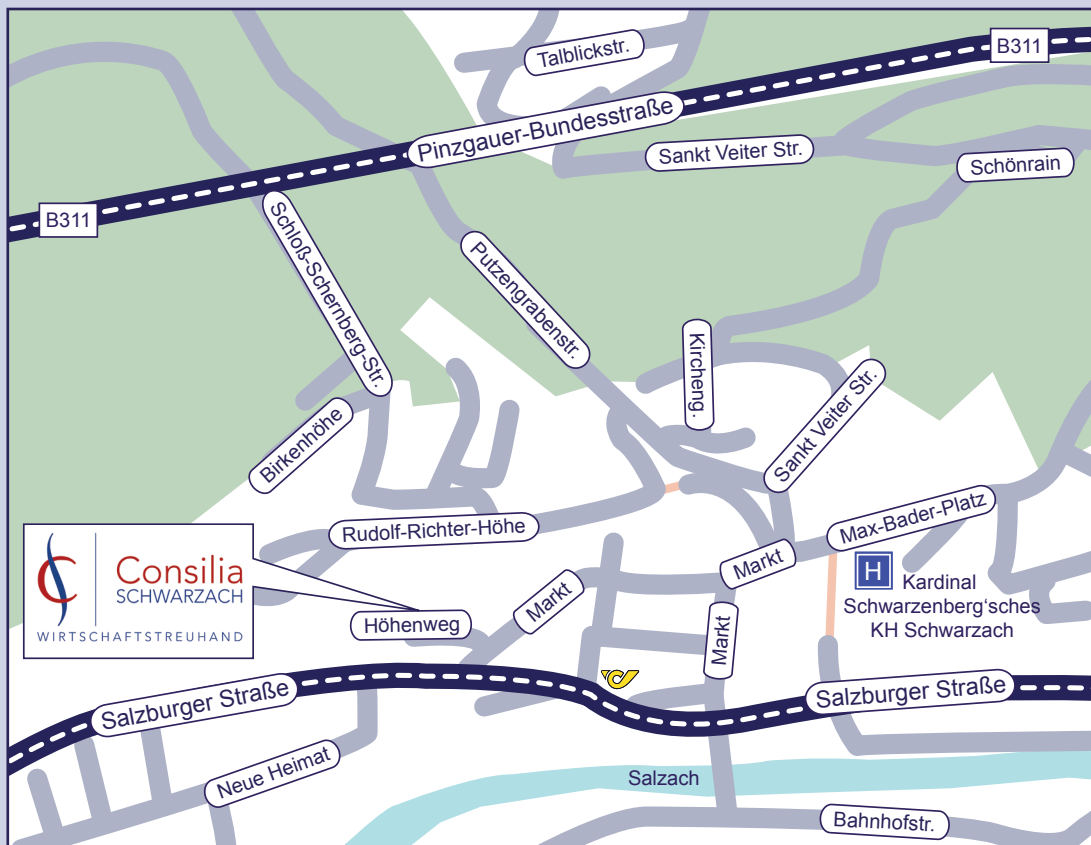 Talblickstr.
B311
Pinzgauer-Bundesstraße
Sankt Veiter Str.
Schönrain
B311
Schloß-Schernberg-Str.
Putzengrabenstr.
Kircheng.
Sankt Veiter Str.
Birkenhöhe
Rudolf-Richter-Höhe
Max-Bader-Platz
Markt
H
Kardinal
Schwarzenberg‘sches
KH Schwarzach
C
Consilia
SCHWARZACH
WIRTSCHAFTSTREUHAND
Höhenweg
Markt
Markt
Salzburger Straße
Salzburger Straße
Neue Heimat
Salzach
Bahnhofstr.